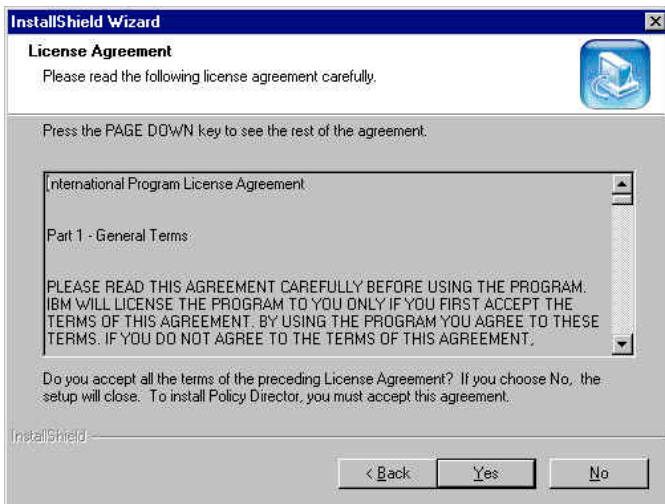 InstallShield Wizard
License Agreement
Please read the following license agreement carefully.
Press the PAGE DOWN key to see the rest of the agreement.
International Program License Agreement
Part 1 - General Terms
PLEASE READ THIS AGREEMENT CAREFULLY BEFORE USING THE PROGRAM.
IBM WILL LICENSE THE PROGRAM TO YOU ONLY IF YOU FIRST ACCEPT THE
TERMS OF THIS AGREEMENT. BY USING THE PROGRAM YOU AGREE TO THESE
TERMS. IF YOU DO NOT AGREE TO THE TERMS OF THIS AGREEMENT,
Do you accept all the terms of the preceding License Agreement? If you choose No, the
setup will close. To install Policy Director, you must accept this agreement.
InstallShield
< Back Yes No